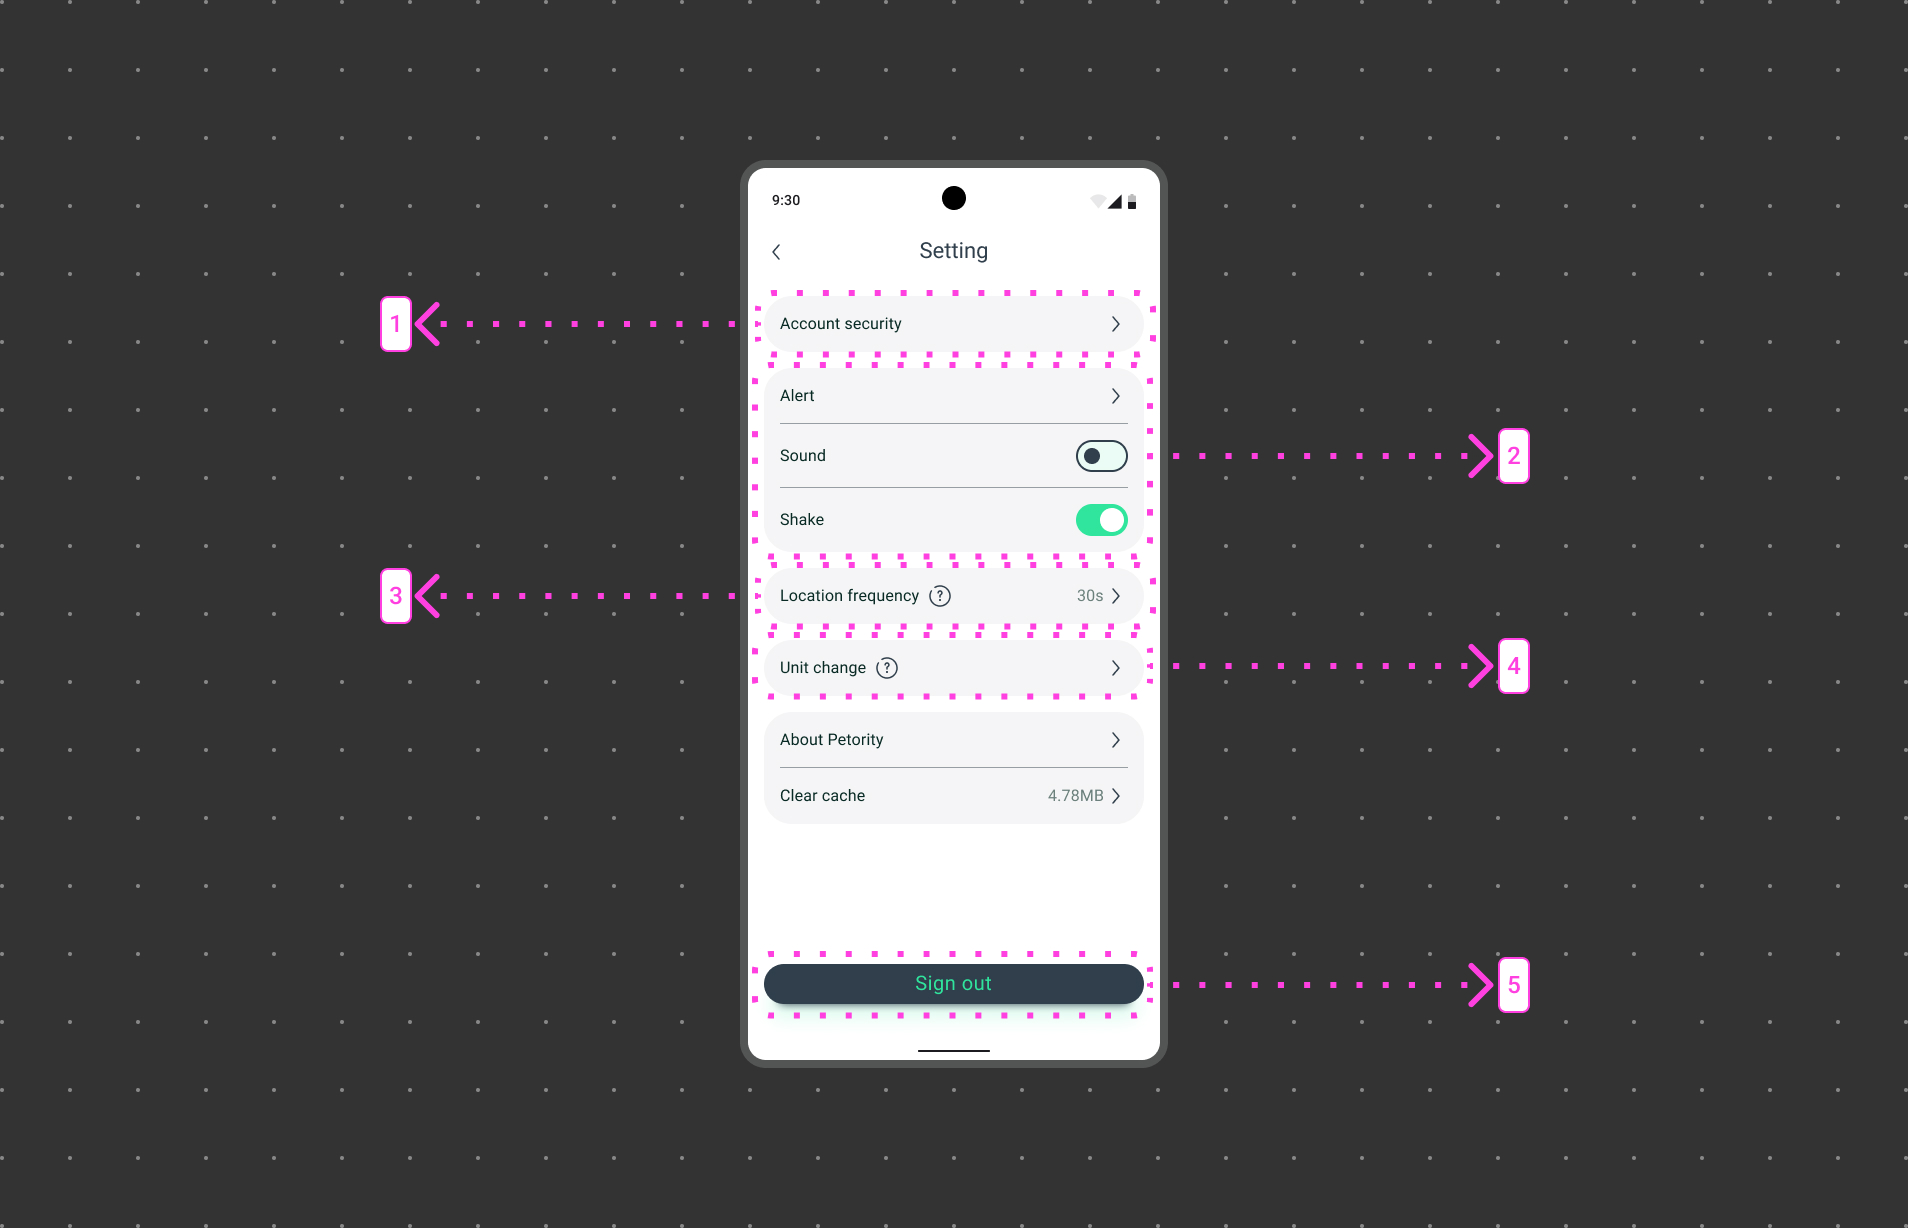 9:30
Setting
1
Account security
Alert
Sound
2
Shake
3
Location frequency ? 30s
Unit change ?
4
About Petority
Clear cache 4.78MB
Sign out
5